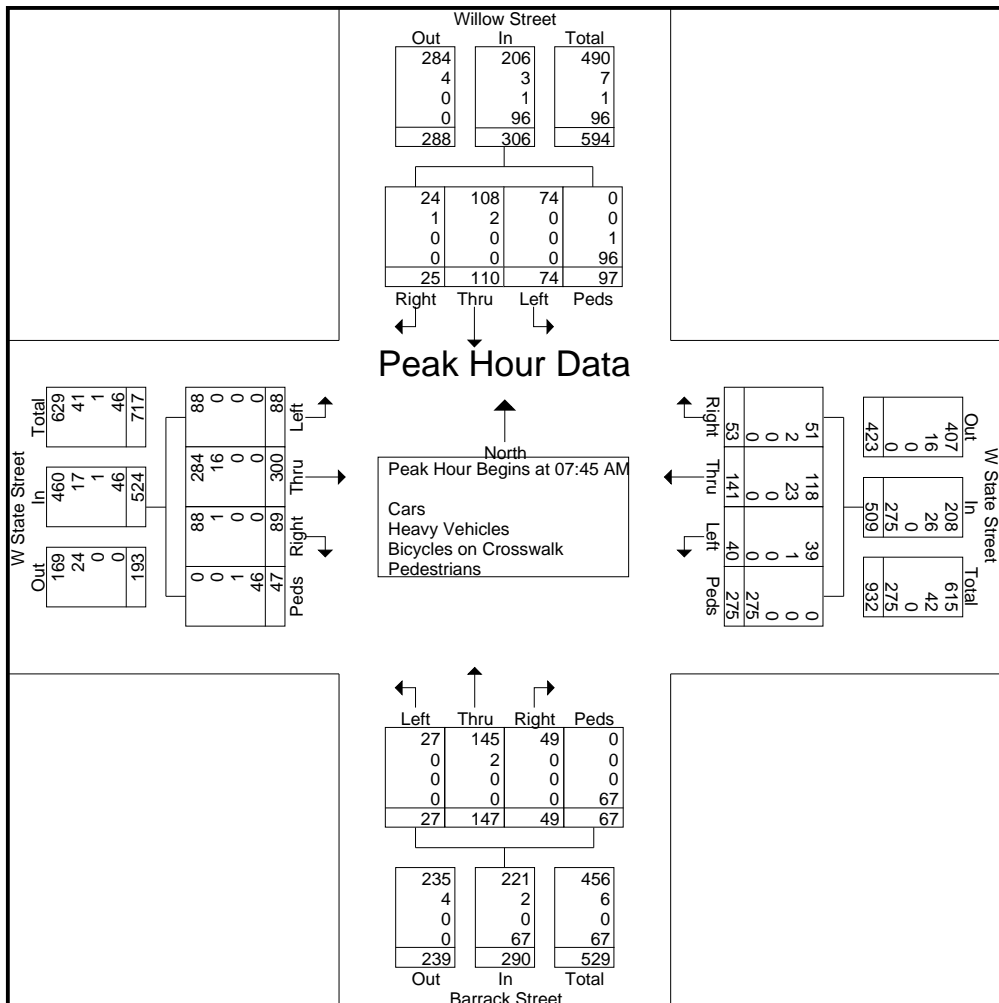 Willow Street
Out In Total
284 206 490
4 3 7
0 1 1
0 96 96
288 306 594
24 108 74 0
1 2 0 0
0 0 0 1
0 0 0 96
25 110 74 97
Right Thru Left Peds
Peak Hour Data
W State Street
Total
629 41 1 46 717
In
460 17 1 46 524
Out
169 24 0 0 193
88 0 0 0 88 Left
284 16 0 0 300 Thru
88 1 0 0 89 Right
0 0 1 46 47 Peds
North
Peak Hour Begins at 07:45 AM
Cars
Heavy Vehicles
Bicycles on Crosswalk
Pedestrians
Right 51 2 0 0 53
Thru 118 23 0 0 141
Left 39 1 0 0 40
Peds 0 0 0 275 275
Out
407 16 0 0 423
In
208 26 0 275 509
Total
615 42 0 275 932
W State Street
Left Thru Right Peds
27 145 49 0
0 2 0 0
0 0 0 0
0 0 0 67
27 147 49 67
235 221 456
4 2 6
0 0 0
0 67 67
239 290 529
Out In Total
Barrack Street